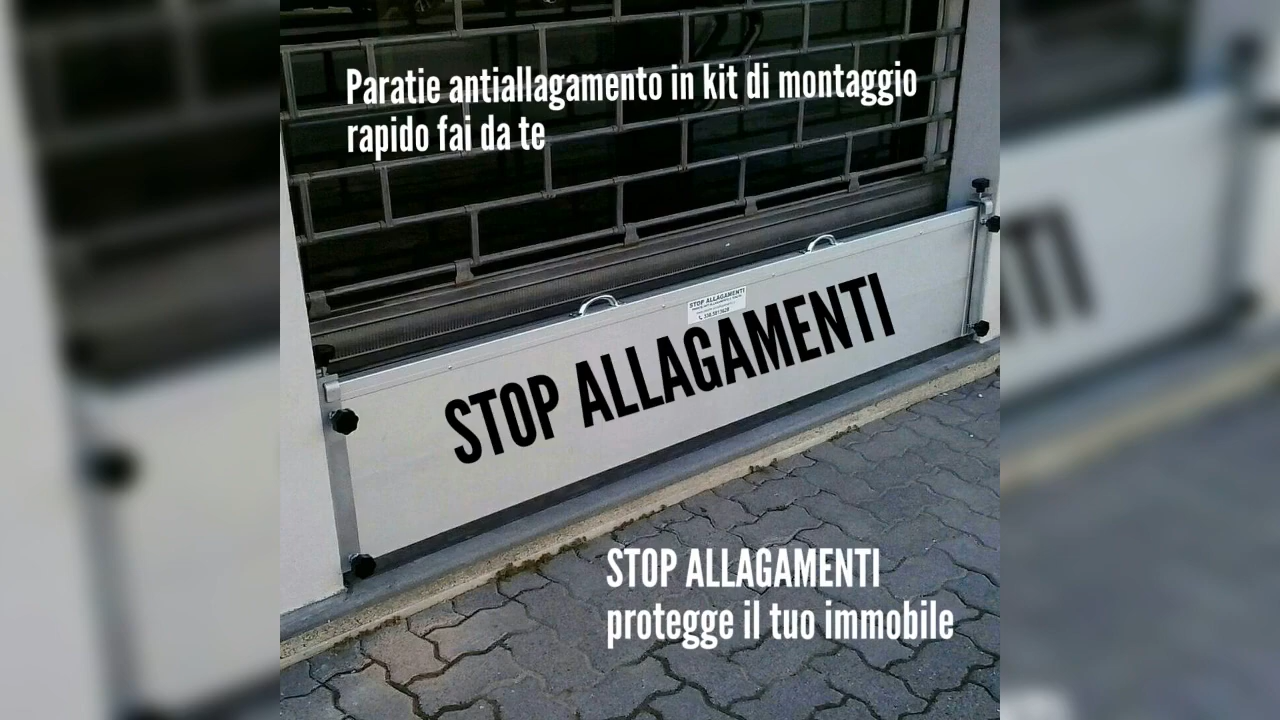 Paratie antiallagamento in kit di montaggio
rapido fai da te
STOP ALLAGAMENTI
STOP ALLAGAMENTI
STOP ALLAGAMENTI
protegge il tuo immobile